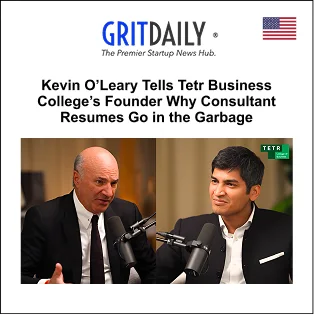 GRITDAILY ®
The Premier Startup News Hub.
Kevin O’Leary Tells Tetr Business
College’s Founder Why Consultant
Resumes Go in the Garbage
TETR